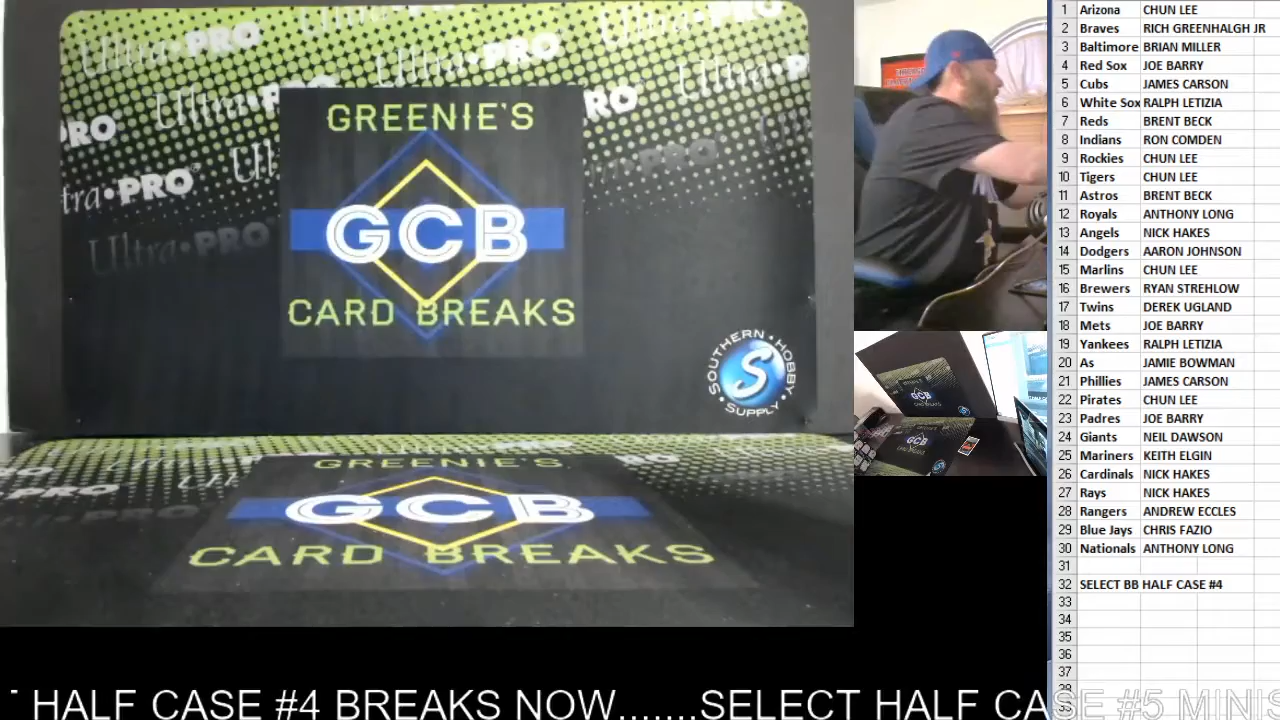 Ultra•PRO
Ultra•PRO
PRO
GREENIE'S
GCB
CARD BREAKS
SOUTHERN HOBBY SUPPLY
S
GREENIE'S
GCB
CARD BREAKS
GCB
GCB
1 Arizona CHUN LEE
2 Braves RICH GREENHALGH JR
3 Baltimore BRIAN MILLER
4 Red Sox JOE BARRY
5 Cubs JAMES CARSON
6 White Sox RALPH LETIZIA
7 Reds BRENT BECK
8 Indians RON COMDEN
9 Rockies CHUN LEE
10 Tigers CHUN LEE
11 Astros BRENT BECK
12 Royals ANTHONY LONG
13 Angels NICK HAKES
14 Dodgers AARON JOHNSON
15 Marlins CHUN LEE
16 Brewers RYAN STREHLOW
17 Twins DEREK UGLAND
18 Mets JOE BARRY
19 Yankees RALPH LETIZIA
20 As JAMIE BOWMAN
21 Phillies JAMES CARSON
22 Pirates CHUN LEE
23 Padres JOE BARRY
24 Giants NEIL DAWSON
25 Mariners KEITH ELGIN
26 Cardinals NICK HAKES
27 Rays NICK HAKES
28 Rangers ANDREW ECCLES
29 Blue Jays CHRIS FAZIO
30 Nationals ANTHONY LONG
31
32 SELECT BB HALF CASE #4
33
34
35
36
37
HALF CASE #4 BREAKS NOW.......SELECT HALF CASE #5 MINIS